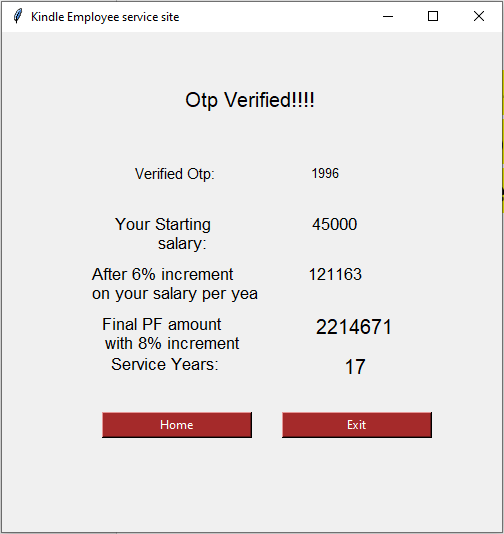 Kindle Employee service site
Otp Verified!!!!
Verified Otp: 1996
Your Starting 45000
salary:
After 6% increment 121163
on your salary per yea
Final PF amount 2214671
with 8% increment
Service Years: 17
Home Exit